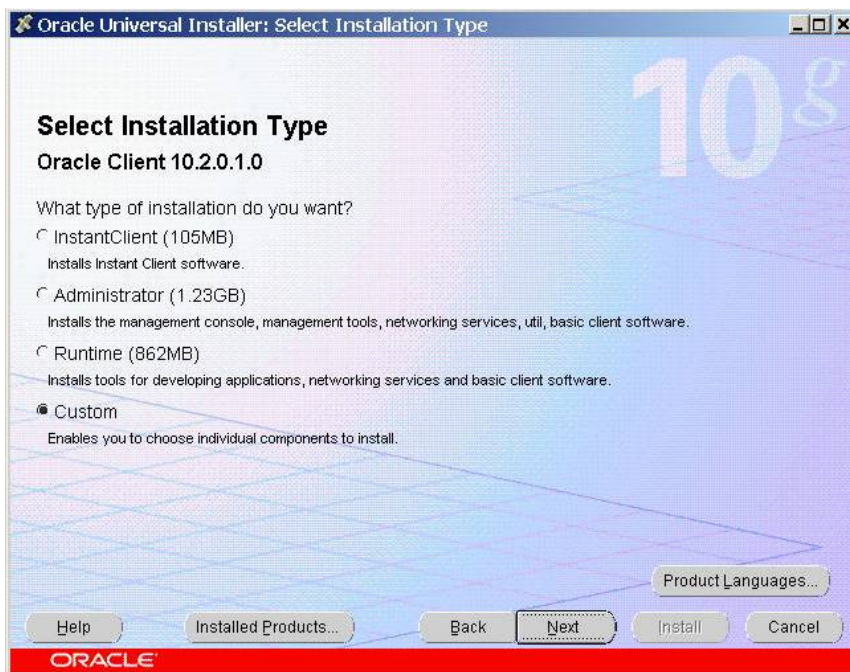 Oracle Universal Installer: Select Installation Type
10g
Select Installation Type
Oracle Client 10.2.0.1.0
What type of installation do you want?
InstantClient (105MB)
Installs Instant Client software.
Administrator (1.23GB)
Installs the management console, management tools, networking services, util, basic client software.
Runtime (862MB)
Installs tools for developing applications, networking services and basic client software.
Custom
Enables you to choose individual components to install.
Product Languages...
Help Installed Products... Back Next Install Cancel
ORACLE